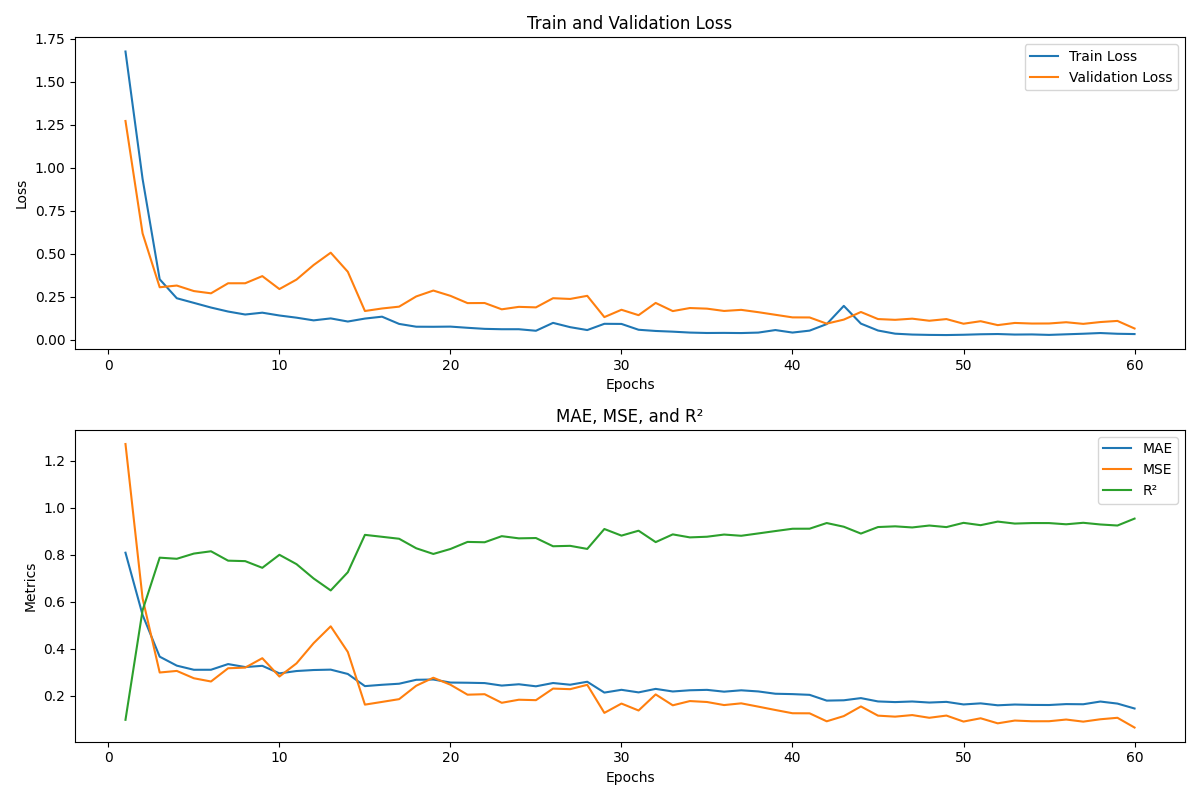 Train and Validation Loss
1.75
1.50
1.25
1.00
0.75
0.50
0.25
0.00
Loss
Train Loss
Validation Loss
0 10 20 30 40 50 60
Epochs
MAE, MSE, and R²
1.2
1.0
0.8
0.6
0.4
0.2
Metrics
MAE
MSE
R²
0 10 20 30 40 50 60
Epochs